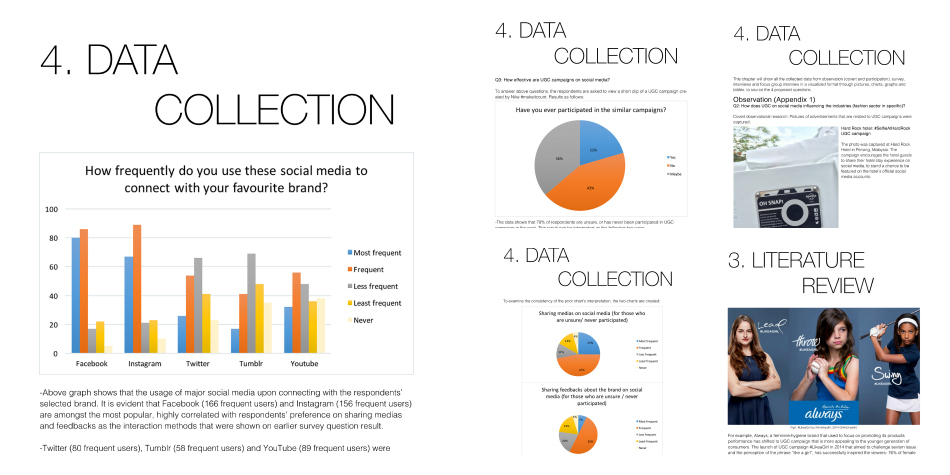 4. DATA
COLLECTION
How frequently do you use these social media to
connect with your favourite brand?
100
80
60
40
20
0
Facebook
Instagram
Twitter
Tumblr
Youtube
Most frequent
Frequent
Less frequent
Least frequent
Never
-Above graph shows that the usage of major social media upon connecting with the respondents'
selected brand. It is evident that Facebook (166 frequent users) and Instagram (156 frequent users)
are amongst the most popular, highly correlated with respondents' preference on sharing medias
and feedbacks as the interaction methods that were shown on earlier survey question result.
-Twitter (80 frequent users), Tumblr (58 frequent users) and YouTube (89 frequent users) were
4. DATA
COLLECTION
Q3: How effective are UGC campaigns on social media?
To answer above questions, the respondents are asked to view a short clip of a UGC campaign cre-
ated by Nike #makeitcount. Results as follows:
Have you ever participated in the similar campaigns?
36%
43%
Yes
No
Maybe
-The data shows that 79% of respondents are unsure, or has never been participated in UGC
4. DATA
COLLECTION
To examine the consistency of the prior chart's interpretation, the two charts are created:
Sharing medias on social media (for those who
are unsure/ never participated)
Most Frequent
Frequent
Less Frequent
Least Frequent
Never
Sharing feedbacks about the brand on social
media (for those who are unsure / never
participated)
Most Frequent
Frequent
Less Frequent
Least Frequent
Never
4. DATA
COLLECTION
This chapter will show all the collected data from observation (covert and participation), survey,
interviews and focus group interview in a visualized format through pictures, charts, graphs and
tables, to source the 4 proposed questions.
Observation (Appendix 1)
Q2: How does UGC on social media influencing the industries (fashion sector in specific)?
Covert observational research: Pictures of advertisements that are related to UGC campaigns were
captured.
Hard Rock hotel: #SelfieAtHardRock
UGC campaign
The photo was captured at Hard Rock
Hotel in Penang, Malaysia. The
campaign encourages the hotel guests
to share their hotel stay experience on
social media, to stand a chance to be
featured on the hotel's official social
media accounts.
OH SNAP!
3. LITERATURE
REVIEW
Lead
#LIKEAGIRL
throw
#LIKEAGIRL
Swing
#LIKEAGIRL
always
For example, Always, a feminine-hygiene brand that used to focus on promoting its products
performance has shifted to UGC campaign that is more appealing to the younger generation of
consumers. The launch of UGC campaign #LikeaGirl in 2014 that aimed to challenge sexism issue
and the perception of the phrase "like a girl", has successfully inspired the viewers: 76% of female